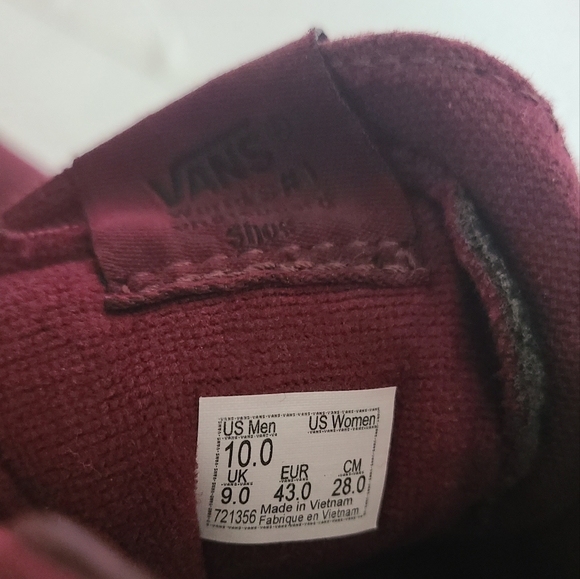 VANS
US Men US Women
10.0
UK EUR CM
9.0 43.0 28.0
721356 Made in Vietnam
Fabrique en Vietnam